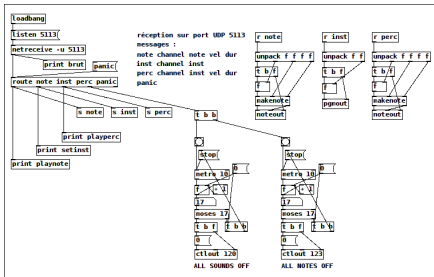 loadbang
listen 5113
netreceive -u 5113
print brut
panic
route note inst perc panic
s note
s inst
s perc
print playperc
print setinst
print playnote
réception sur port UDP 5113
messages :
note channel note vel dur
inst channel inst
perc channel inst vel dur
panic
r note
unpack f f f f
t b f
f
makenote
noteout
r inst
unpack f f
t b f
f
pgmout
r perc
unpack f f f f
t b f
f
makenote
noteout
t b b
stop
metro 10
0
f
+ 1
17
moses 17
t b f
t b b
0
ctlout 120
ALL SOUNDS OFF
stop
metro 10
0
f
+ 1
17
moses 17
t b f
t b b
0
ctlout 123
ALL NOTES OFF